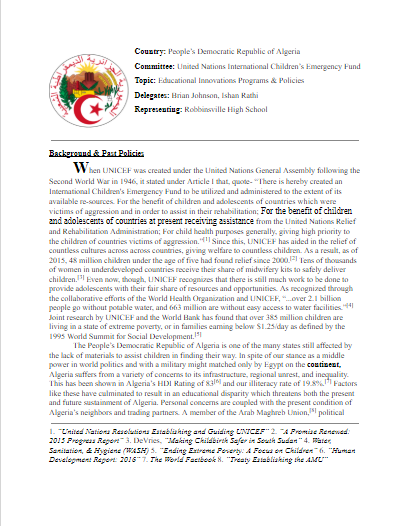 Country: People's Democratic Republic of Algeria
Committee: United Nations International Children's Emergency Fund
Topic: Educational Innovations Programs & Policies
Delegates: Brian Johnson, Ishan Rathi
Representing: Robbinsville High School
Background & Past Policies
When UNICEF was created under the United Nations General Assembly following the
Second World War in 1946, it stated under Article I that, quote- "There is hereby created an
International Children's Emergency Fund to be utilized and administered to the extent of its
available re-sources. For the benefit of children and adolescents of countries which were
victims of aggression and in order to assist in their rehabilitation; For the benefit of children
and adolescents of countries at present receiving assistance from the United Nations Relief
and Rehabilitation Administration; For child health purposes generally, giving high priority to
the children of countries victims of aggression."[1] Since this, UNICEF has aided in the relief of
countless cultures across across countries, giving vitality to countless children. As a result, as of
2015, 48 million children under the age of five had found relief since 2000.[2] Tens of thousands
of women in underdeveloped countries receive their share of midwifery kits to safely deliver
children.[3] Even now, though, UNICEF recognizes that there is still much work to be done to
provide adolescents with their fair share of resources and opportunities. As recognized through
the collaborative efforts of the World Health Organization and UNICEF, "...over 2.1 billion
people go without potable water, and 663 million are without easy access to water facilities."[4]
Joint research by UNICEF and the World Bank has found that over 385 million children are
living in a state of extreme poverty, or in families earning below $1.25/day as defined by the
1995 World Summit for Social Development.[5]
The People's Democratic Republic of Algeria is one of the many states still affected by
the lack of materials to assist children in finding their way. In spite of our stance as a middle
power in world politics and with a military might matched only by Egypt on the continent,
Algeria suffers from a variety of concerns to its infrastructure, regional unrest, and inequality.
This has been shown in Algeria's HDI Rating of 83[6] and our illiteracy rate of 19.8%.[7] Factors
like these have culminated to result in an educational disparity which threatens both the present
and future sustainment of Algeria. Personal concerns are coupled with the present condition of
Algeria's neighbors and trading partners. A member of the Arab Maghreb Union,[8] political
1. "United Nations Resolutions Establishing and Guiding UNICEF" 2. "A Promise Renewed:
2015 Progress Report" 3. DeVries, "Making Childbirth Safer in South Sudan" 4. Water,
Sanitation, & Hygiene (WASH) 5. "Ending Extreme Poverty: A Focus on Children" 6. "Human
Development Report: 2016" 7. The World Factbook 8. "Treaty Establishing the AMU"